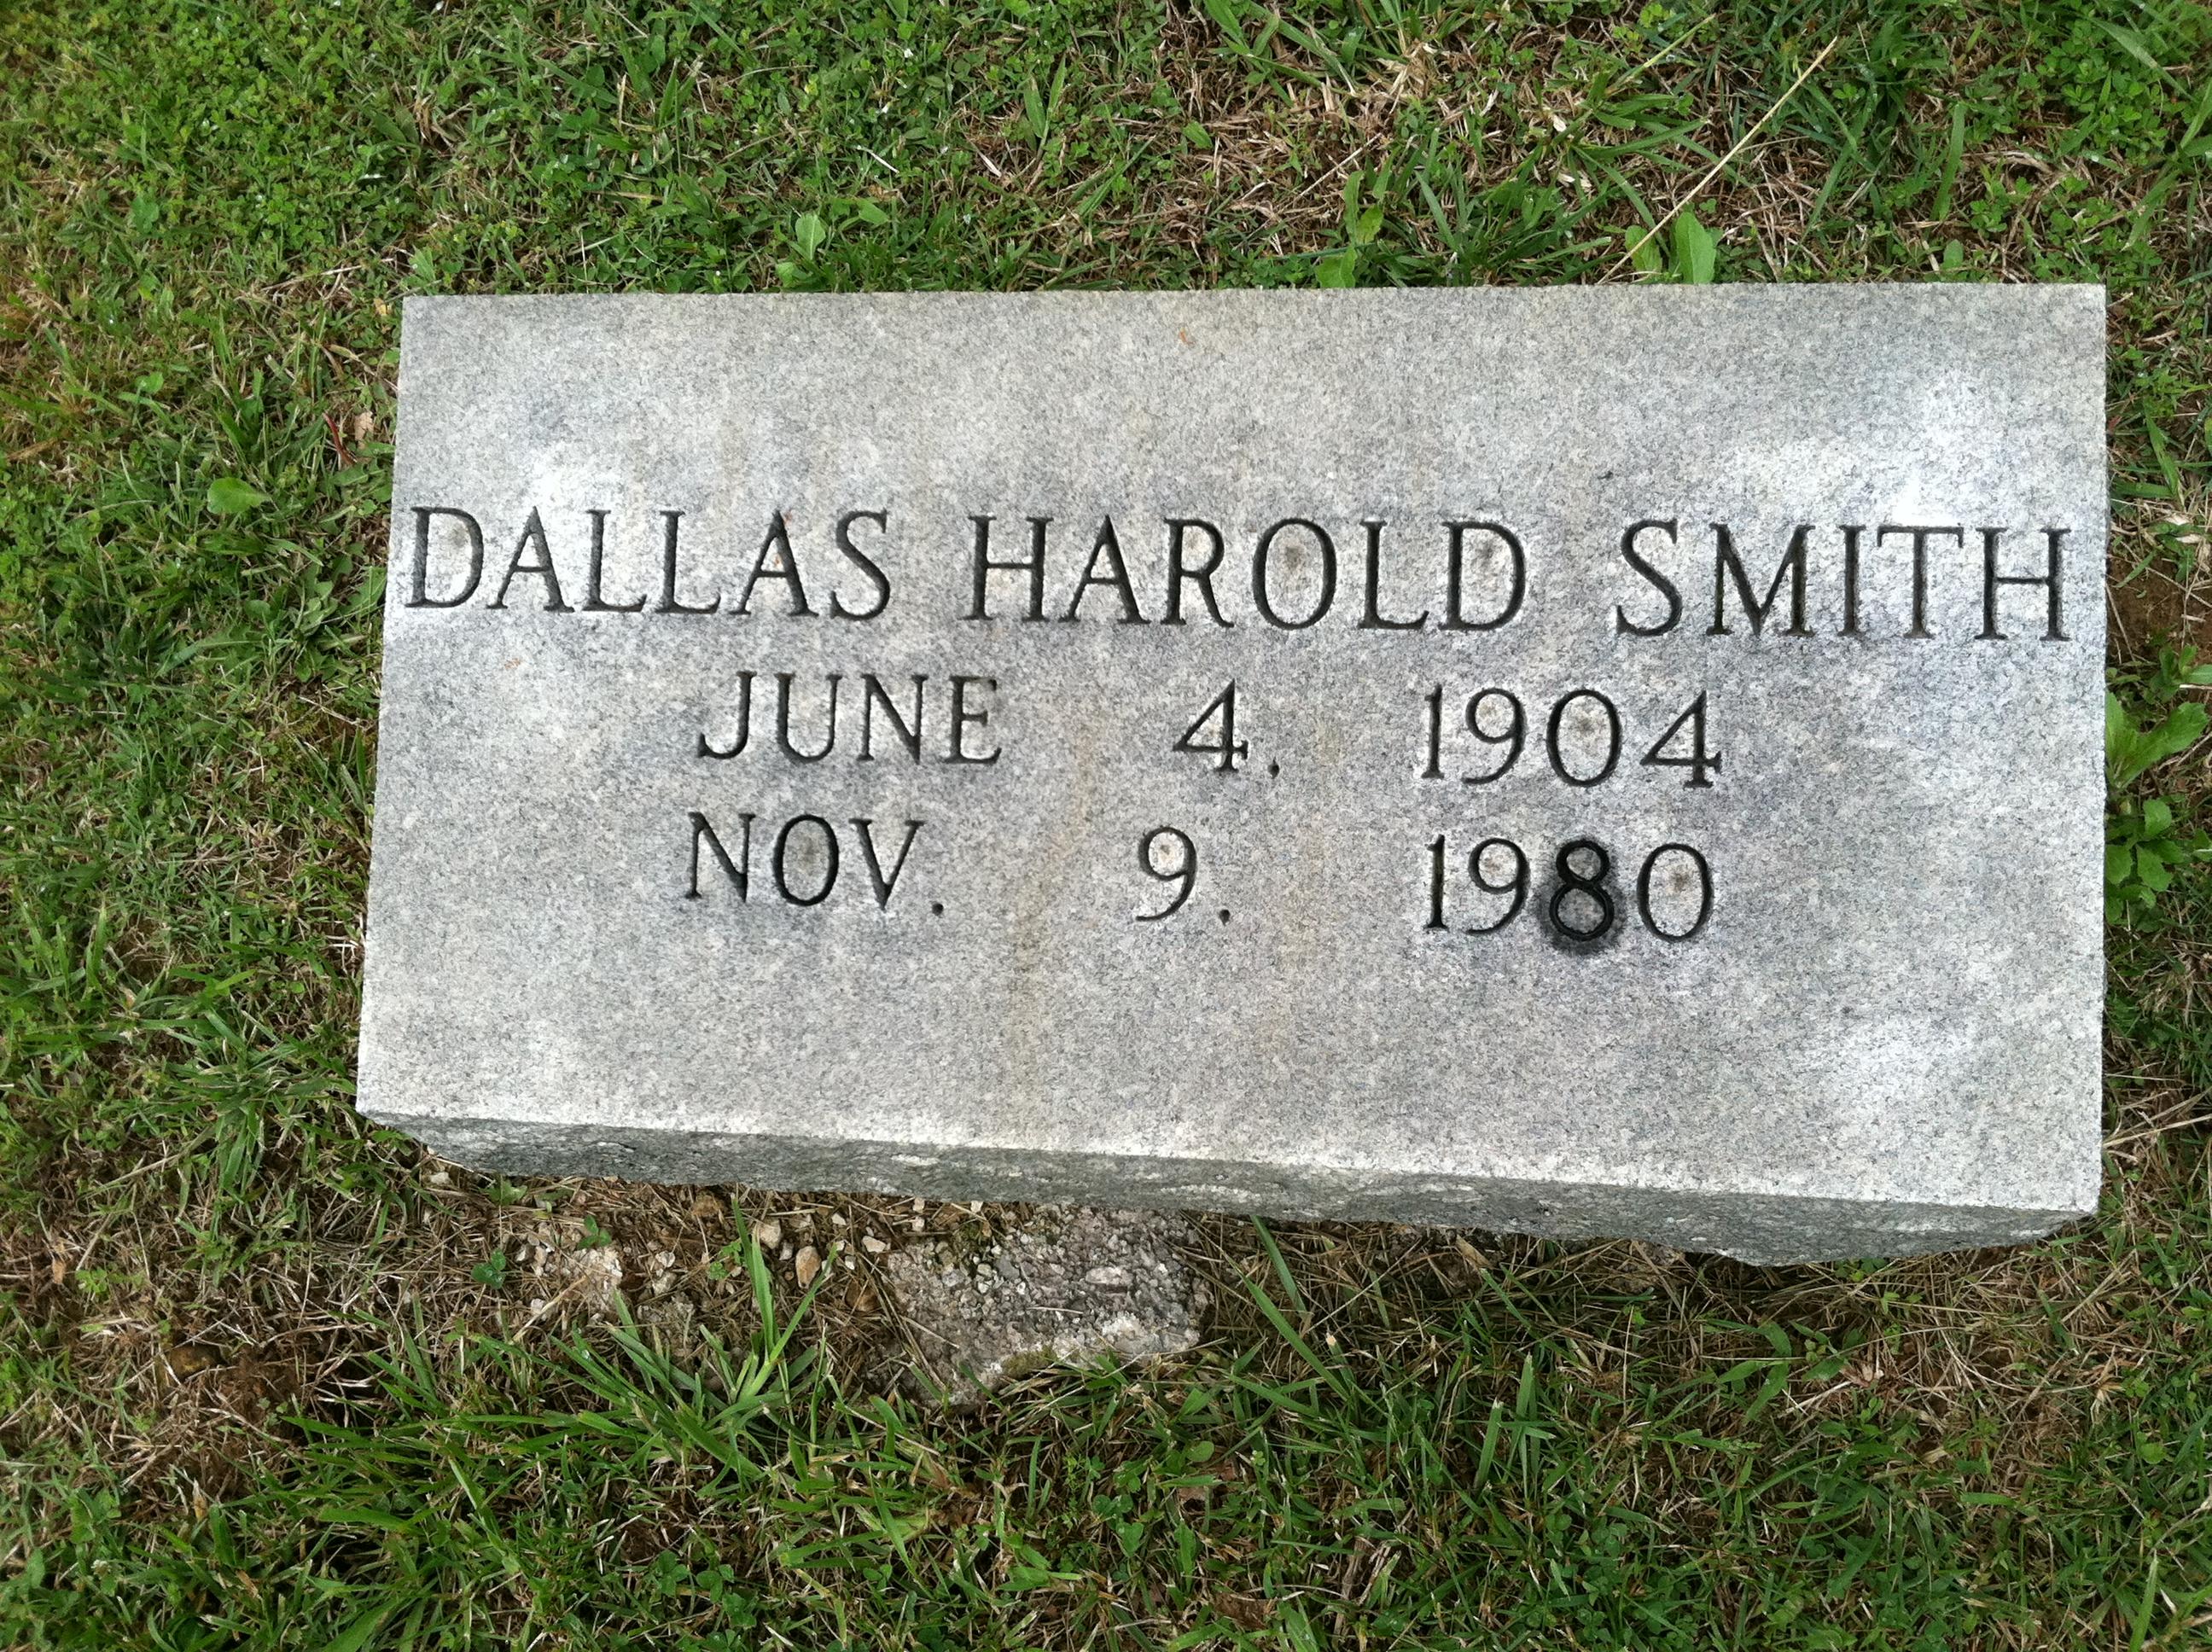 DALLAS HAROLD SMITH
JUNE 4, 1904
NOV. 9, 1980